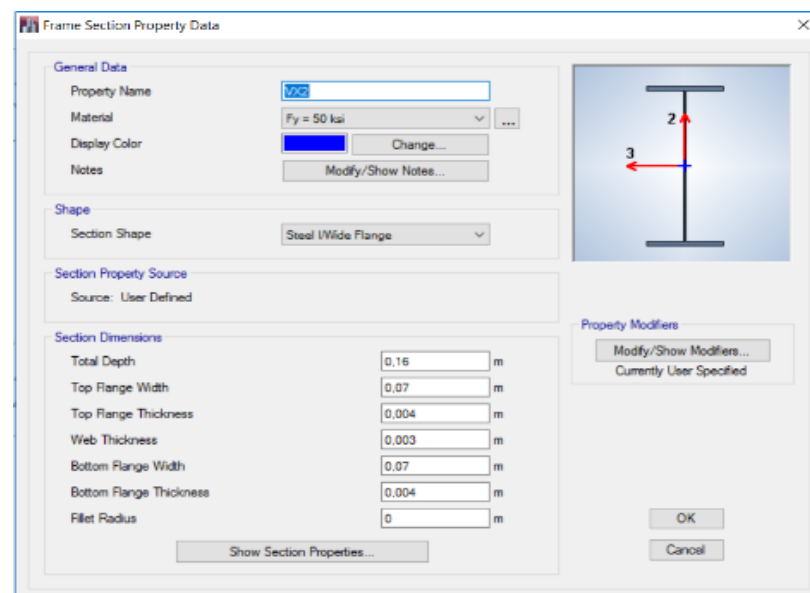 Frame Section Property Data
General Data
Property Name VX2
Material Fy = 50 ksi ...
Display Color Change...
Notes Modify/Show Notes...
Shape
Section Shape Steel I/Wide Flange
Section Property Source
Source: User Defined
Section Dimensions
Total Depth 0,16 m
Top Flange Width 0,07 m
Top Flange Thickness 0,004 m
Web Thickness 0,003 m
Bottom Flange Width 0,07 m
Bottom Flange Thickness 0,004 m
Fillet Radius 0 m
Show Section Properties...
2
3
Property Modifiers
Modify/Show Modifiers...
Currently User Specified
OK
Cancel